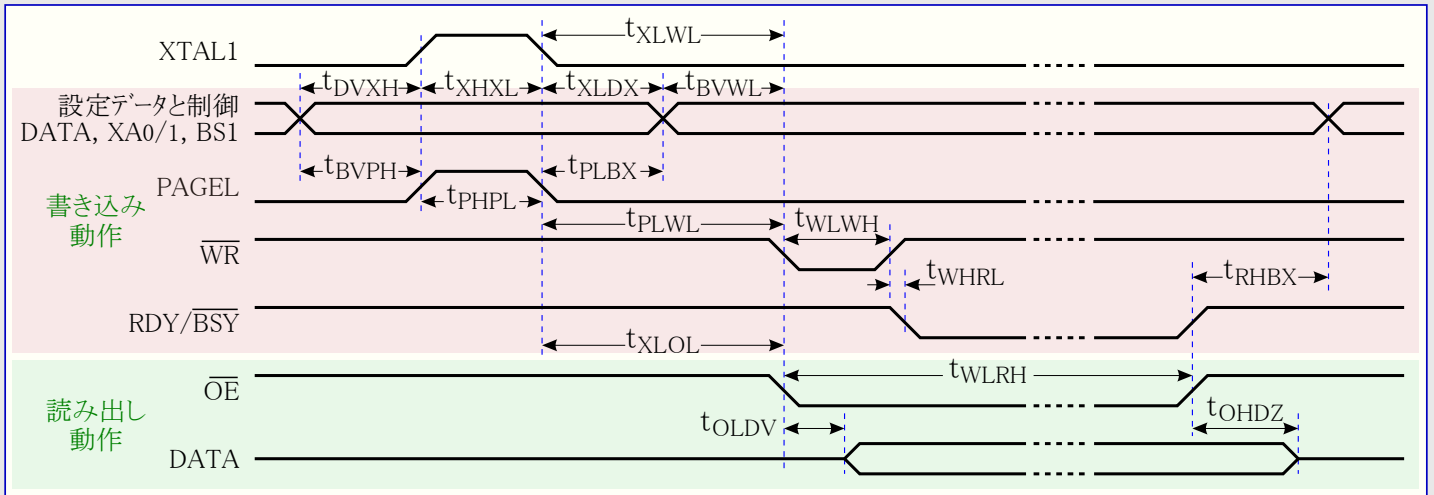 XTAL1
tXLWL
tDVXH
tXHXL
tXLDX
tBVWL
設定データと制御
DATA, XA0/1, BS1
tBVPH
tPLBX
PAGEL
tPHPL
書き込み
動作
tPLWL
tWLWH
WR
tWHRL
tRHBX
RDY/BSY
tXLOL
tWLRH
OE
読み出し
動作
tOLDV
tOHDZ
DATA